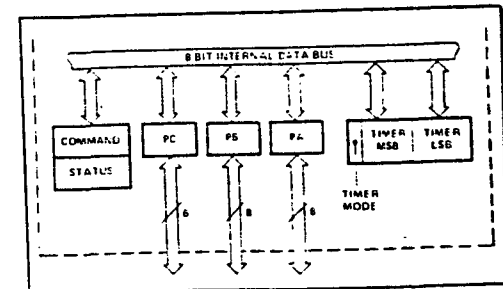 8 BIT INTERNAL DATA BUS
COMMAND
STATUS
PC
PB
PA
TIMER MSB
TIMER LSB
TIMER MODE
6
8
8